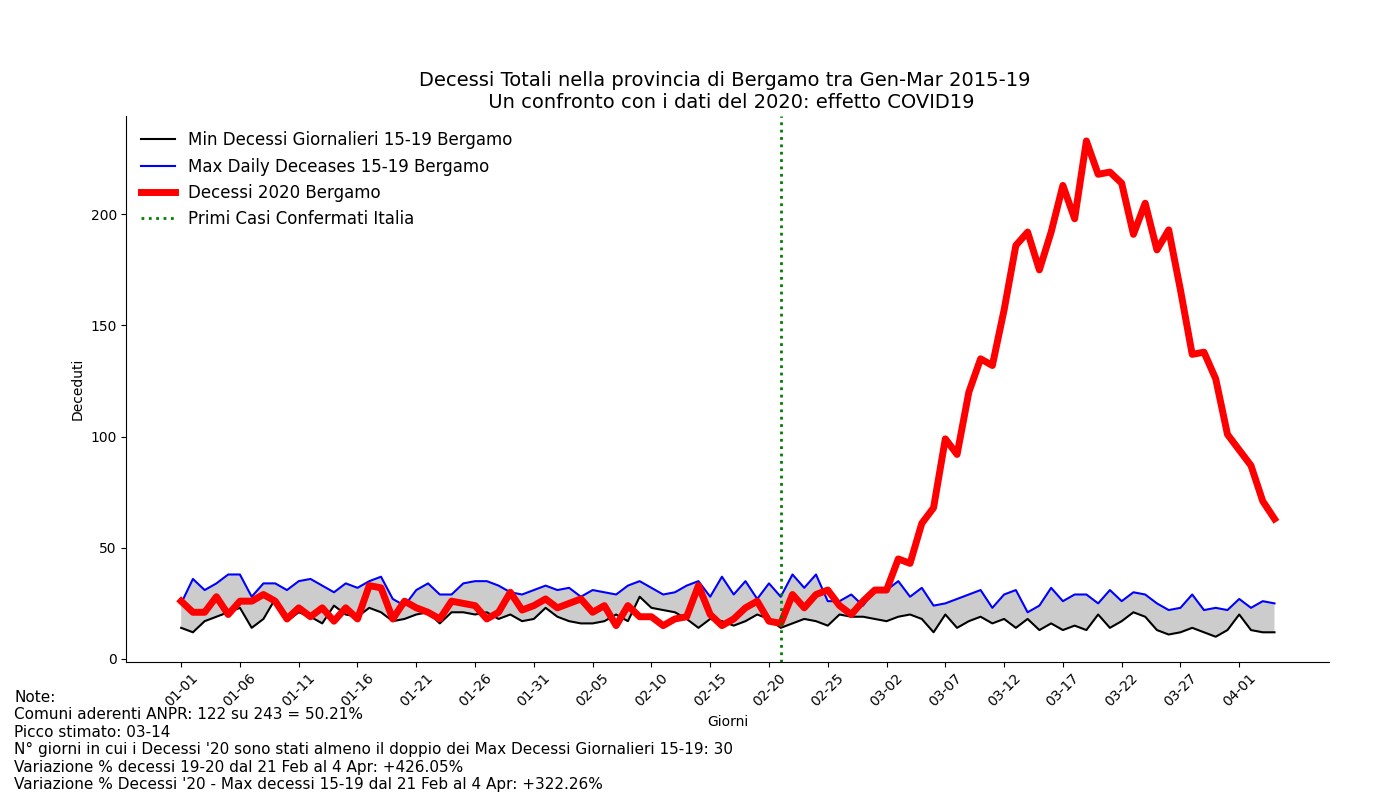 Decessi Totali nella provincia di Bergamo tra Gen-Mar 2015-19
Un confronto con i dati del 2020: effetto COVID19
Min Decessi Giornalieri 15-19 Bergamo
Max Daily Deceases 15-19 Bergamo
Decessi 2020 Bergamo
Primi Casi Confermati Italia
200
150
100
50
0
Deceduti
01-01
01-06
01-11
01-16
01-21
01-26
01-31
02-05
02-10
02-15
02-20
02-25
03-02
03-07
03-12
03-17
03-22
03-27
04-01
Giorni
Note:
Comuni aderenti ANPR: 122 su 243 = 50.21%
Picco stimato: 03-14
N° giorni in cui i Decessi '20 sono stati almeno il doppio dei Max Decessi Giornalieri 15-19: 30
Variazione % decessi 19-20 dal 21 Feb al 4 Apr: +426.05%
Variazione % Decessi '20 - Max decessi 15-19 dal 21 Feb al 4 Apr: +322.26%